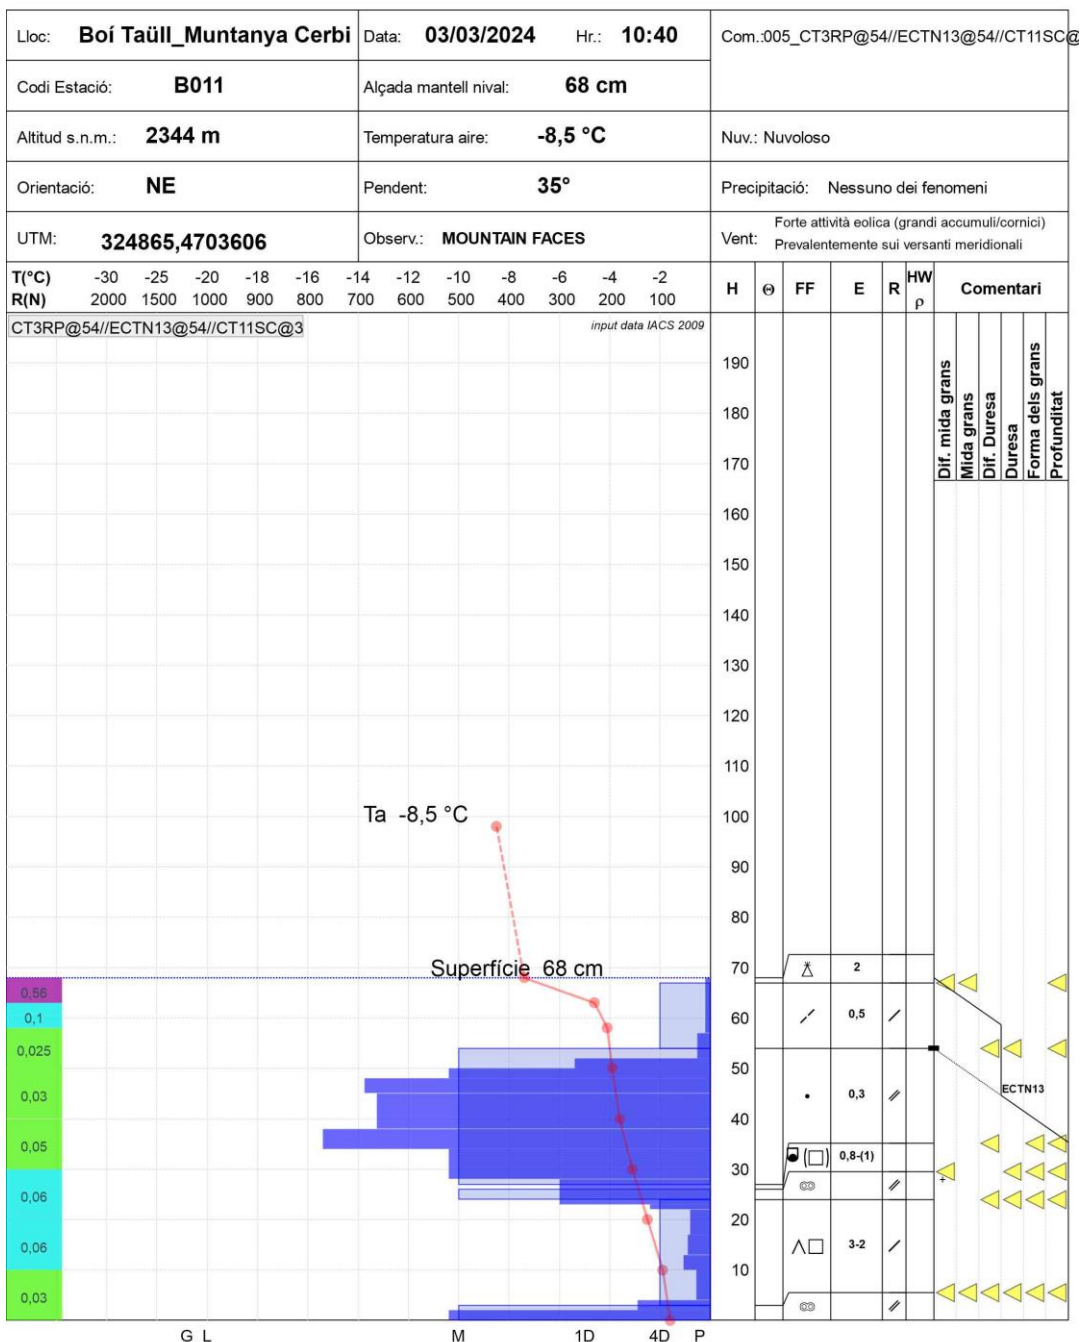 Lloc: Boí Taüll_Muntanya Cerbi Data: 03/03/2024 Hr.: 10:40 Com.:005_CT3RP@54//ECTN13@54//CT11SC@
Codi Estació: B011 Alçada mantell nival: 68 cm
Altitud s.n.m.: 2344 m Temperatura aire: -8,5 °C Nuv.: Nuvoloso
Orientació: NE Pendent: 35° Precipitació: Nessuno dei fenomeni
UTM: 324865,4703606 Observ.: MOUNTAIN FACES Vent: Forte attività eolica (grandi accumuli/cornici)
Prevalentemente sui versanti meridionali
T(°C) -30 -25 -20 -18 -16 -14 -12 -10 -8 -6 -4 -2
R(N) 2000 1500 1000 900 800 700 600 500 400 300 200 100
H Θ FF E R HW ρ Comentari
CT3RP@54//ECTN13@54//CT11SC@3 input data IACS 2009
Dif. mida grans
Mida grans
Dif. Duresa
Duresa
Forma dels grans
Profunditat
190
180
170
160
150
140
130
120
110
Ta -8,5 °C 100
90
80
Superfície 68 cm 70 2
0,56
0,1 60 0,5
0,025 50
0,03 40 0,3 ECTN13
0,05 30 0,8-(1)
+
0,06 20
0,06 3-2
0,03 10
G L M 1D 4D P